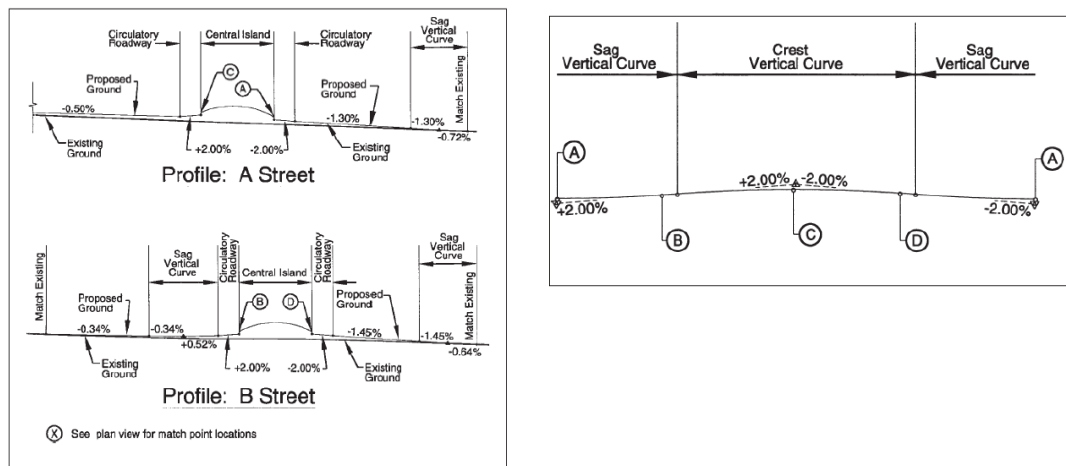 Circulatory
Roadway
Central Island
Circulatory
Roadway
Sag
Vertical
Curve
Match Existing
Proposed
Ground
-0.50%
C
A
Proposed
Ground
-1.30%
-1.30%
-0.72%
Existing
Ground
+2.00%
-2.00%
Existing
Ground
Profile: A Street
Match Existing
Sag
Vertical
Curve
Circulatory
Roadway
Central Island
Circulatory
Roadway
Sag
Vertical
Curve
Match Existing
Proposed
Ground
-0.34%
-0.34%
+0.52%
B
D
Proposed
Ground
-1.45%
-1.45%
-0.64%
Existing
Ground
+2.00%
-2.00%
Existing
Ground
Profile: B Street
X See plan view for match point locations
Sag
Vertical Curve
Crest
Vertical Curve
Sag
Vertical Curve
A
A
+2.00%
+2.00%
-2.00%
-2.00%
B
C
D